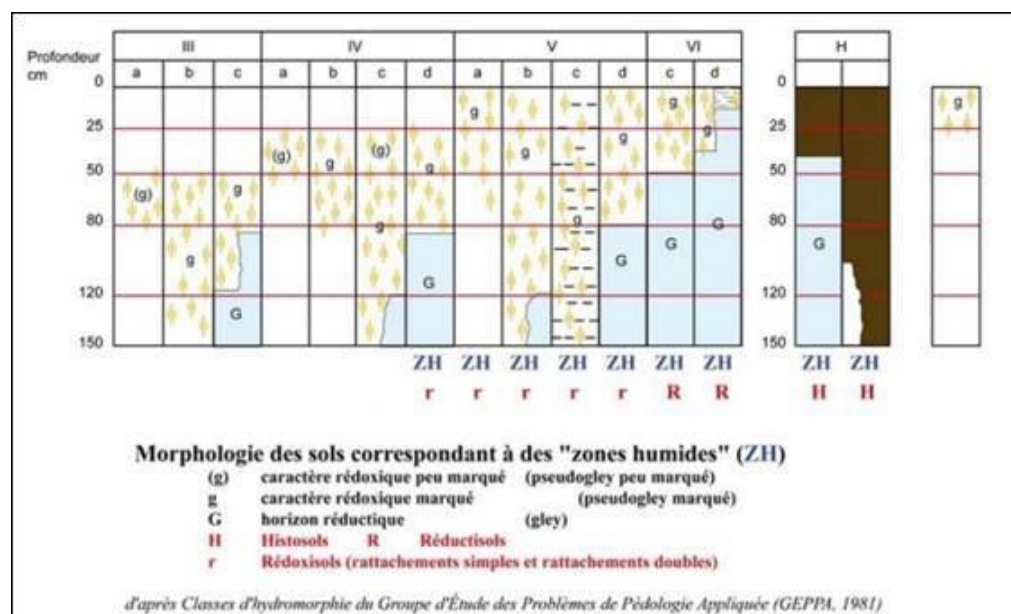 III IV V VI H
Profondeur
cm a b c a b c d a b c d c d
0 0
g g g
25 25
(g) g (g) g g g g
50 50
(g) g g
80 80
g g G
g G G G
G
120 120
G g
150 150
ZH ZH ZH ZH ZH ZH ZH ZH ZH
r r r r r R R H H
Morphologie des sols correspondant à des "zones humides" (ZH)
(g) caractère rédoxique peu marqué (pseudogley peu marqué)
g caractère rédoxique marqué (pseudogley marqué)
G horizon réductique (gley)
H Histosols R Réductisols
r Rédoxisols (rattachements simples et rattachements doubles)
d'après Classes d'hydromorphie du Groupe d'Étude des Problèmes de Pédologie Appliquée (GEPPA, 1981)